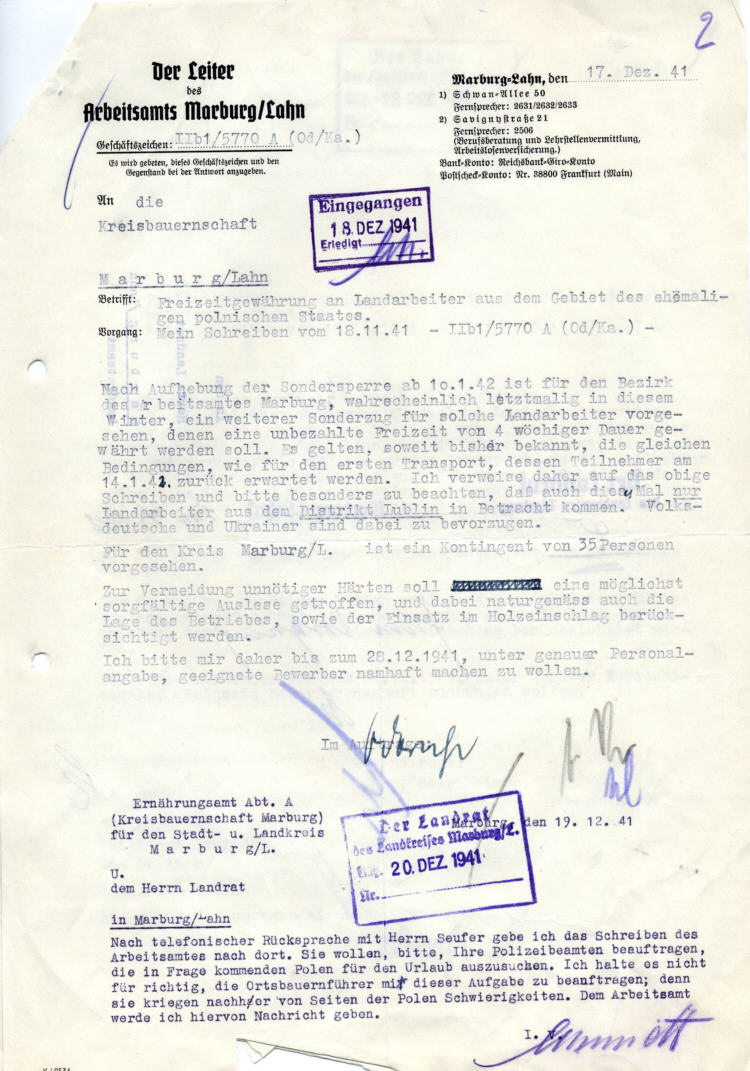 2
Der Leiter
des
Arbeitsamts Marburg/Lahn
Geschäftszeichen: IIb1/5770 A (Od/Ka.)
Es wird gebeten, dieses Geschäftszeichen und den
Gegenstand bei der Antwort anzugeben.
Marburg-Lahn, den 17. Dez. 41
1) Schwan-Allee 50
Fernsprecher: 2631/2632/2633
2) Savignystraße 21
Fernsprecher: 2506
(Berufsberatung und Lehrstellenvermittlung,
Arbeitslosenversicherung.)
Bank-Konto: Reichsbank-Giro-Konto
Postscheck-Konto: Nr. 38800 Frankfurt (Main)
An die
Kreisbauernschaft
Eingegangen
18. DEZ 1941
Erledigt
M a r b u r g/Lahn
Betrifft: Freizeitgewährung an Landarbeiter aus dem Gebiet des ehemali-
gen polnischen Staates.
Vorgang: Mein Schreiben vom 18.11.41 - IIb1/5770 A (Od/Ka.) -
Nach Aufhebung der Sondersperre ab 1o.1.42 ist für den Bezirk
des Arbeitsamtes Marburg, wahrscheinlich letztmalig in diesem
Winter, ein weiterer Sonderzug für solche Landarbeiter vorge-
sehen, denen eine unbezahlte Freizeit von 4 wöchiger Dauer ge-
währt werden soll. Es gelten, soweit bisher bekannt, die gleichen
Bedingungen, wie für den ersten Transport, dessen Teilnehmer am
14.1.42. zurück erwartet werden. Ich verweise daher auf das obige
Schreiben und bitte besonders zu beachten, daß auch dies Mal nur
Landarbeiter aus dem Distrikt Lublin in Betracht kommen. Volks-
deutsche und Ukrainer sind dabei zu bevorzugen.
Für den Kreis Marburg/L. ist ein Kontingent von 35 Personen
vorgesehen.
Zur Vermeidung unnötiger Härten soll eine möglichst
sorgfältige Auslese getroffen, und dabei naturgemäss auch die
Lage des Betriebes, sowie der Einsatz im Holzeinschlag berück-
sichtigt werden.
Ich bitte mir daher bis zum 28.12.1941, unter genauer Personal-
angabe, geeignete Bewerber namhaft machen zu wollen.
Im Auftrage:
Ernährungsamt Abt. A
(Kreisbauernschaft Marburg)
für den Stadt- u. Landkreis
M a r b u r g/L.
Marburg, den 19. 12. 41
Der Landrat
des Landkreises Marburg/L.
20. DEZ. 1941
Nr.
U.
dem Herrn Landrat
in Marburg/Lahn
Nach telefonischer Rücksprache mit Herrn Seufer gebe ich das Schreiben des
Arbeitsamtes nach dort. Sie wollen, bitte, Ihre Polizeibeamten beauftragen,
die in Frage kommenden Polen für den Urlaub auszusuchen. Ich halte es nicht
für richtig, die Ortsbauernführer mit dieser Aufgabe zu beauftragen; denn
sie kriegen nachher von Seiten der Polen Schwierigkeiten. Dem Arbeitsamt
werde ich hiervon Nachricht geben.
I. V.